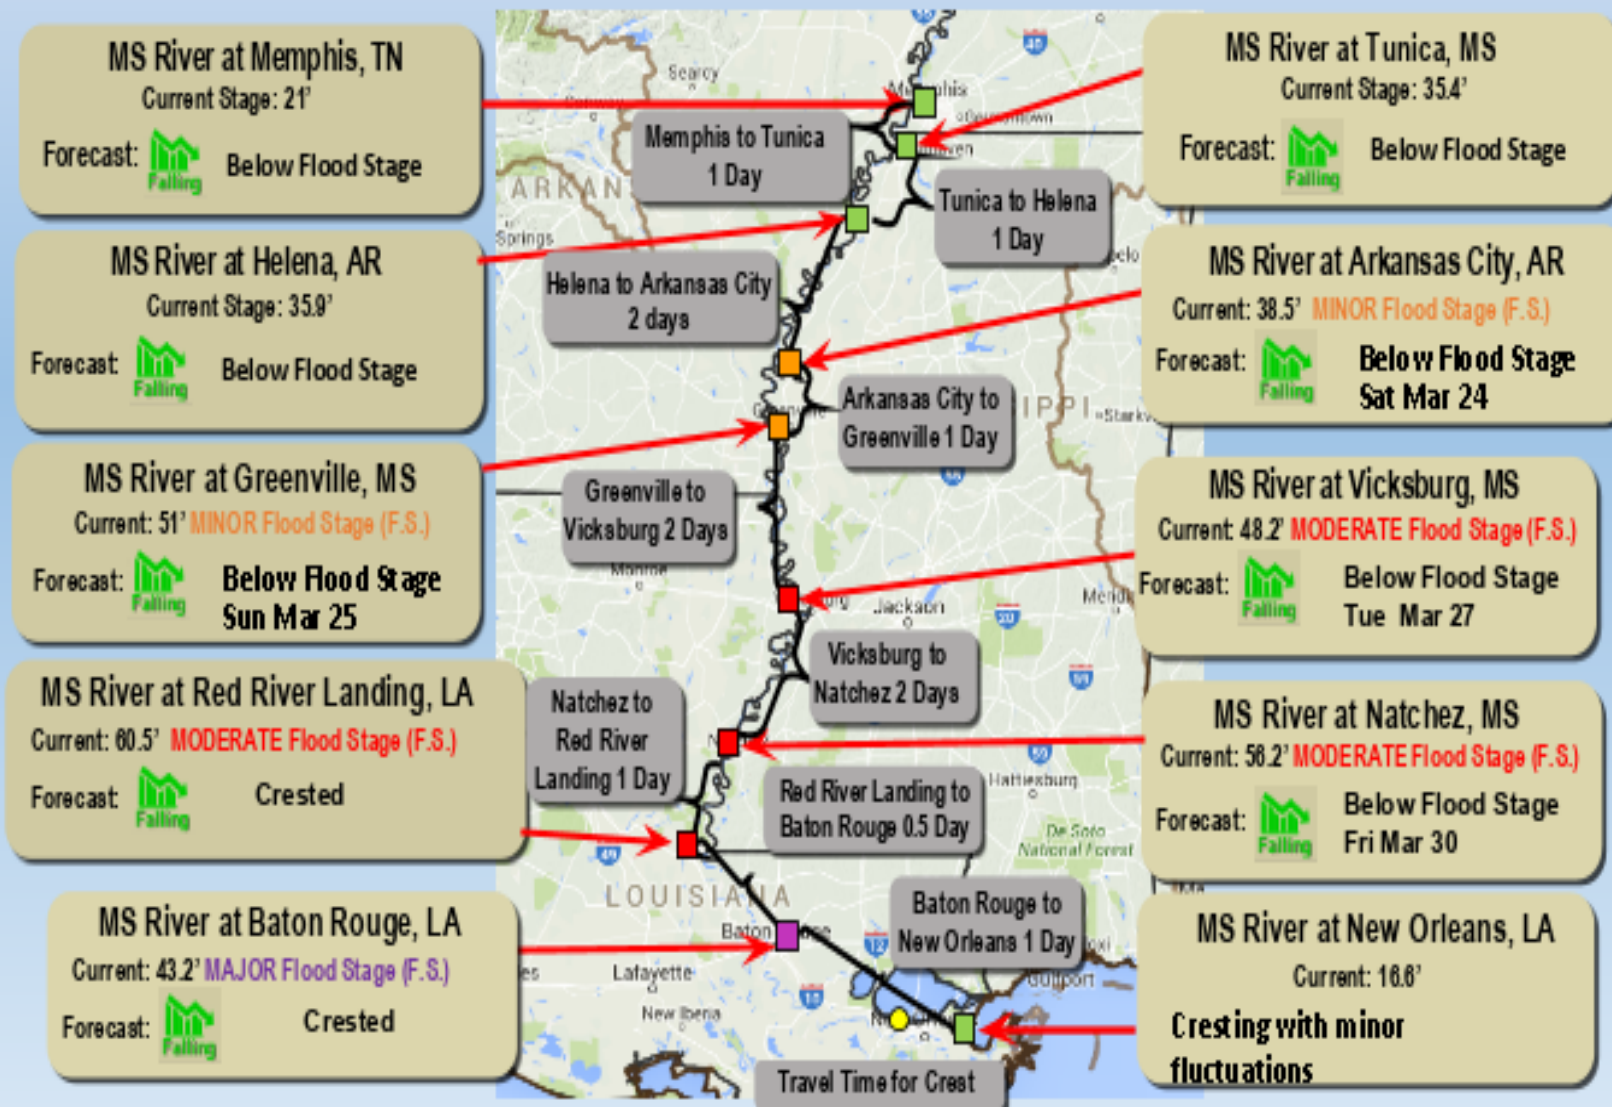 MS River at Memphis, TN
Current Stage: 21'
Forecast:
Falling
Below Flood Stage
MS River at Helena, AR
Current Stage: 35.9'
Forecast:
Falling
Below Flood Stage
MS River at Greenville, MS
Current: 51' MINOR Flood Stage (F.S.)
Forecast:
Falling
Below Flood Stage
Sun Mar 25
MS River at Red River Landing, LA
Current: 60.5' MODERATE Flood Stage (F.S.)
Forecast:
Falling
Crested
MS River at Baton Rouge, LA
Current: 43.2' MAJOR Flood Stage (F.S.)
Forecast:
Falling
Crested
Searcy
Memphis to Tunica
1 Day
Tunica to Helena
1 Day
Springs
Helena to Arkansas City
2 days
Arkansas City to
Greenville 1 Day
Greenville to
Vicksburg 2 Days
Monroe
Jackson
Vicksburg to
Natchez 2 Days
Natchez to
Red River
Landing 1 Day
Hattiesburg
Red River Landing to
Baton Rouge 0.5 Day
De Soto
National Forest
LOUISIANA
Baton
Baton Rouge to
New Orleans 1 Day
Lafayette
Gulfport
New Iberia
Travel Time for Crest
40
55
20
59
59
49
12
10
MS River at Tunica, MS
Current Stage: 35.4'
Forecast:
Falling
Below Flood Stage
MS River at Arkansas City, AR
Current: 38.5' MINOR Flood Stage (F.S.)
Forecast:
Falling
Below Flood Stage
Sat Mar 24
MS River at Vicksburg, MS
Current: 48.2' MODERATE Flood Stage (F.S.)
Forecast:
Falling
Below Flood Stage
Tue Mar 27
MS River at Natchez, MS
Current: 56.2' MODERATE Flood Stage (F.S.)
Forecast:
Falling
Below Flood Stage
Fri Mar 30
MS River at New Orleans, LA
Current: 16.6'
Cresting with minor
fluctuations